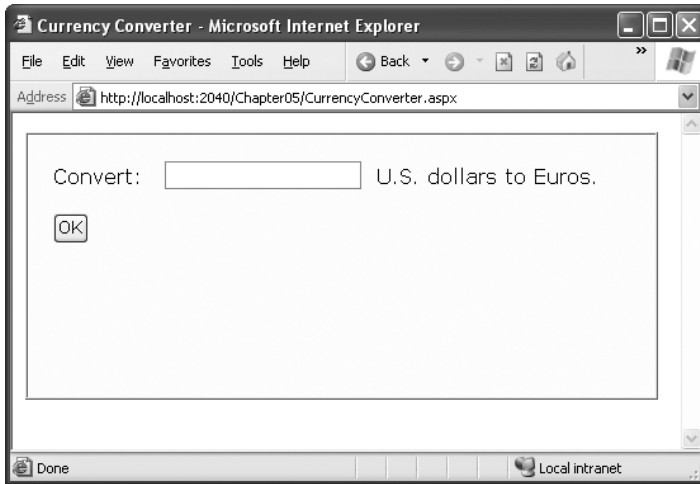 Currency Converter - Microsoft Internet Explorer
File Edit View Favorites Tools Help Back »
Address http://localhost:2040/Chapter05/CurrencyConverter.aspx
Convert: U.S. dollars to Euros.
OK
Done Local intranet